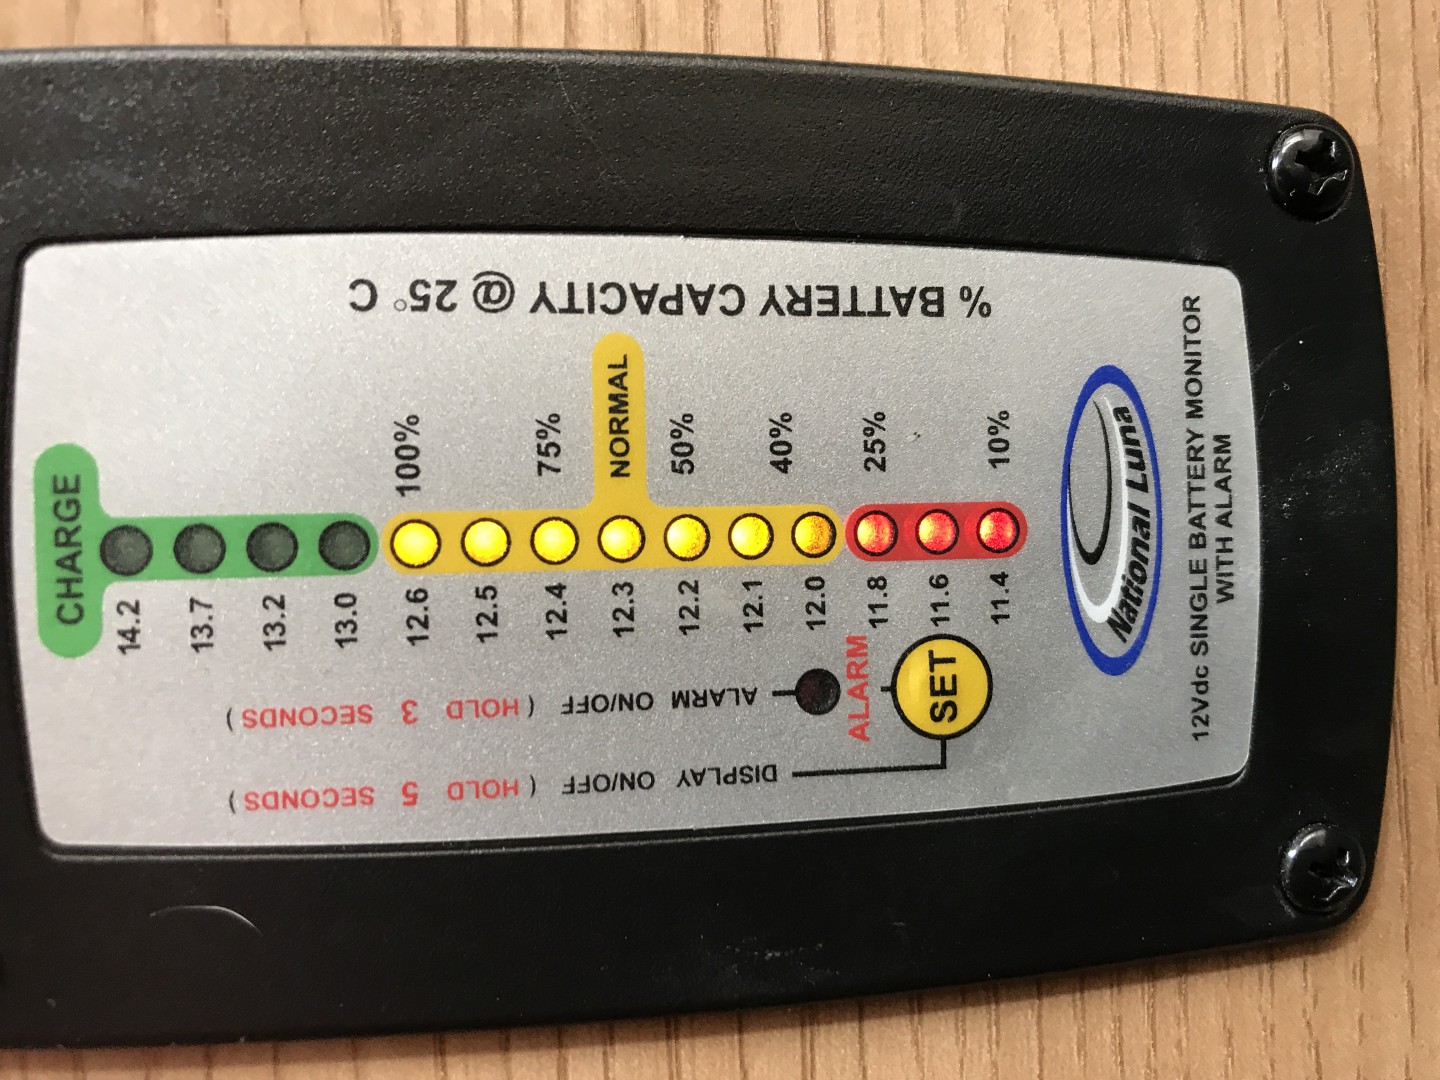 CHARGE
14.2
13.7
13.2
13.0
12.6 100%
12.5
12.4 75%
12.3 NORMAL
12.2 50%
12.1
12.0 40%
11.8 25%
11.6
11.4 10%
% BATTERY CAPACITY @ 25°C
ALARM ON/OFF ( HOLD 3 SECONDS )
DISPLAY ON/OFF ( HOLD 5 SECONDS )
ALARM
SET
National Luna
12Vdc SINGLE BATTERY MONITOR
WITH ALARM